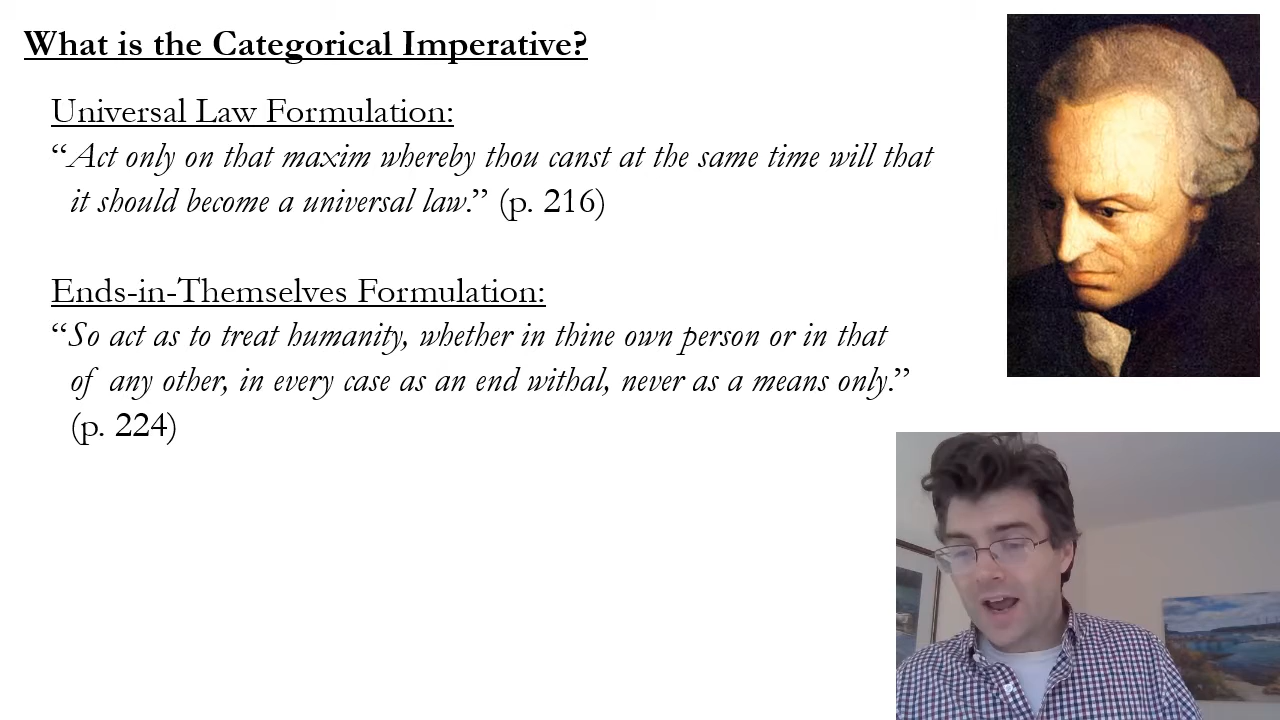 What is the Categorical Imperative?
Universal Law Formulation:
“Act only on that maxim whereby thou canst at the same time will that
it should become a universal law.” (p. 216)
Ends-in-Themselves Formulation:
“So act as to treat humanity, whether in thine own person or in that
of any other, in every case as an end withal, never as a means only.”
(p. 224)